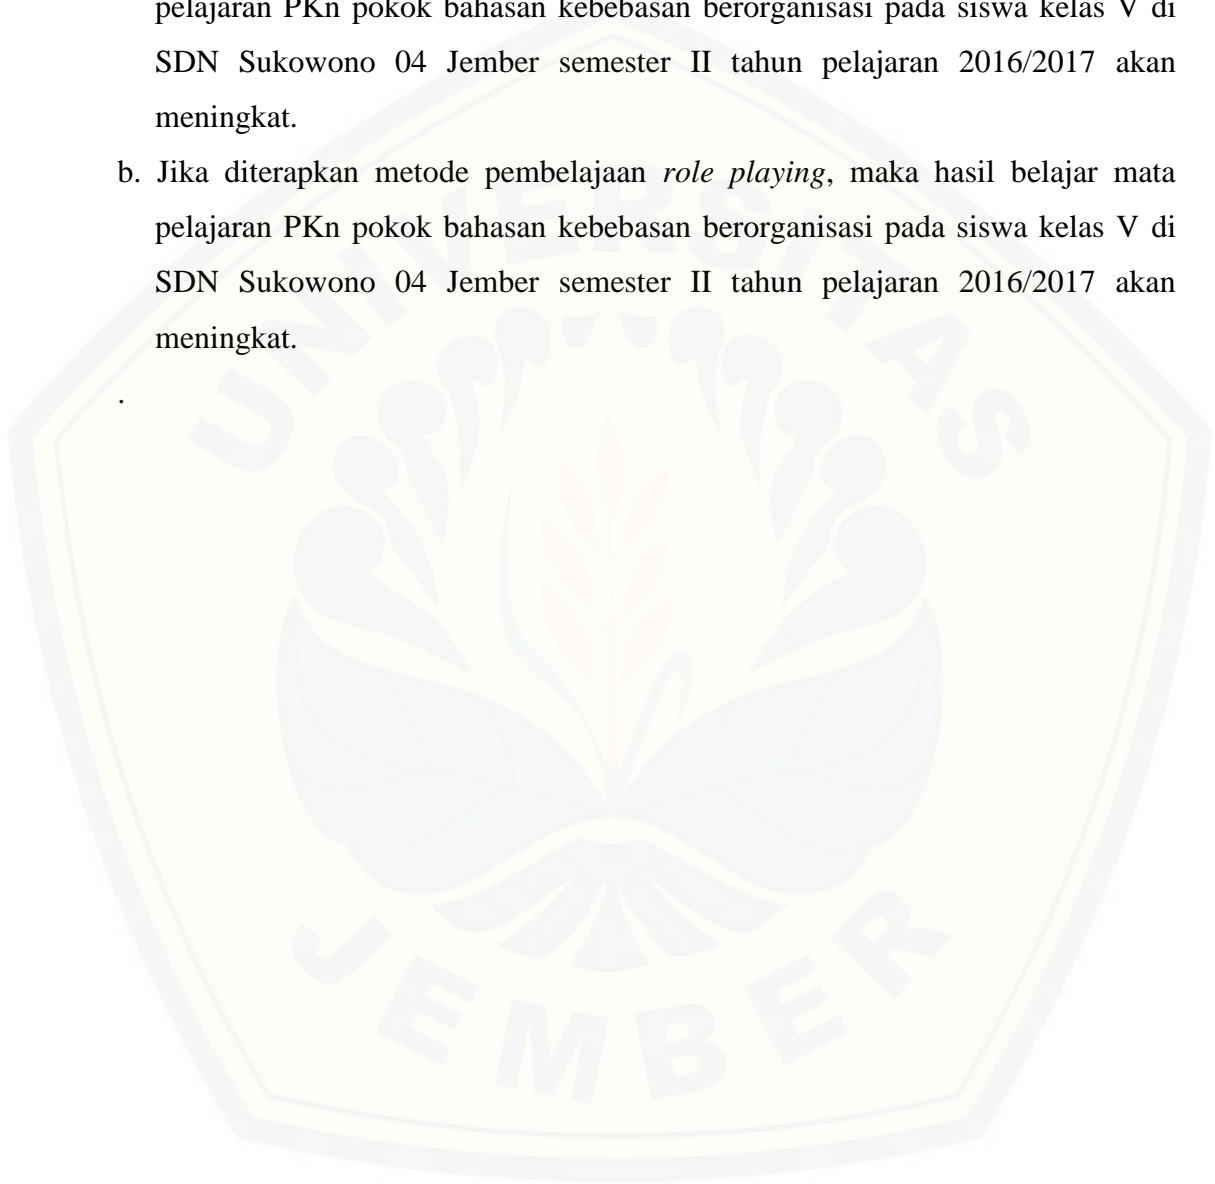 pelajaran PKn pokok bahasan kebebasan berorganisasi pada siswa kelas V di
SDN Sukowono 04 Jember semester II tahun pelajaran 2016/2017 akan
meningkat.
b. Jika diterapkan metode pembelajaan role playing, maka hasil belajar mata
pelajaran PKn pokok bahasan kebebasan berorganisasi pada siswa kelas V di
SDN Sukowono 04 Jember semester II tahun pelajaran 2016/2017 akan
meningkat.
.
UNIVERSITAS
JEMBER